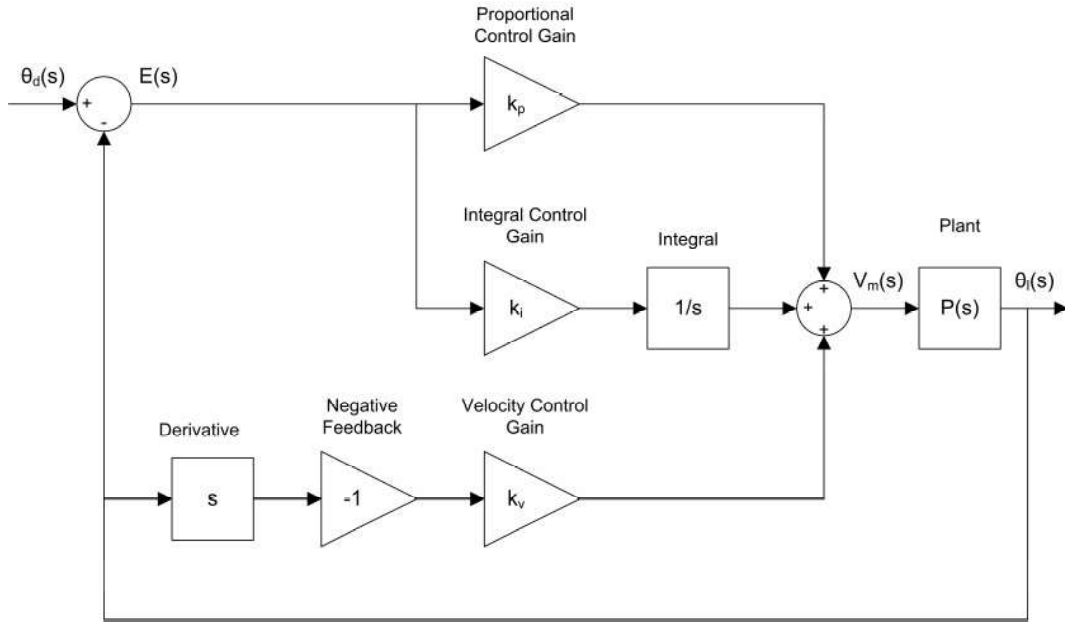 Proportional
Control Gain
θd(s)
E(s)
+
-
kp
Integral Control
Gain
Integral
Plant
ki
1/s
+
+
+
Vm(s)
P(s)
θl(s)
Derivative
Negative
Feedback
Velocity Control
Gain
s
-1
kv